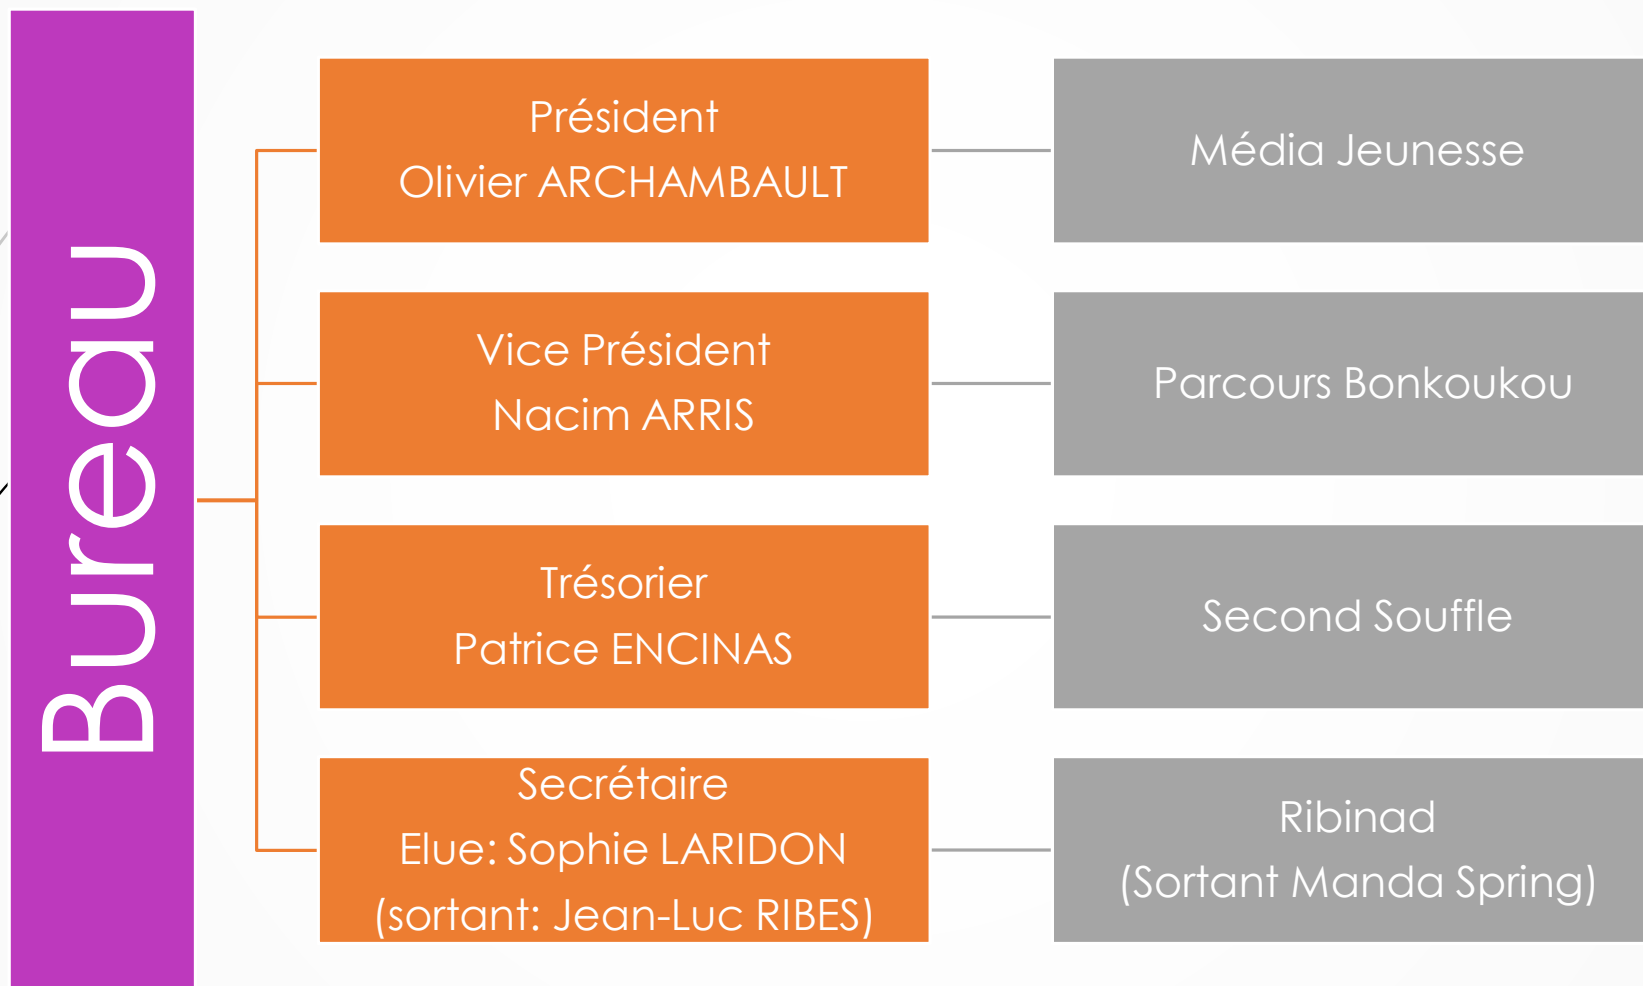 Bureau
Président
Olivier ARCHAMBAULT
Média Jeunesse
Vice Président
Nacim ARRIS
Parcours Bonkoukou
Trésorier
Patrice ENCINAS
Second Souffle
Secrétaire
Elue: Sophie LARIDON
(sortant: Jean-Luc RIBES)
Ribinad
(Sortant Manda Spring)